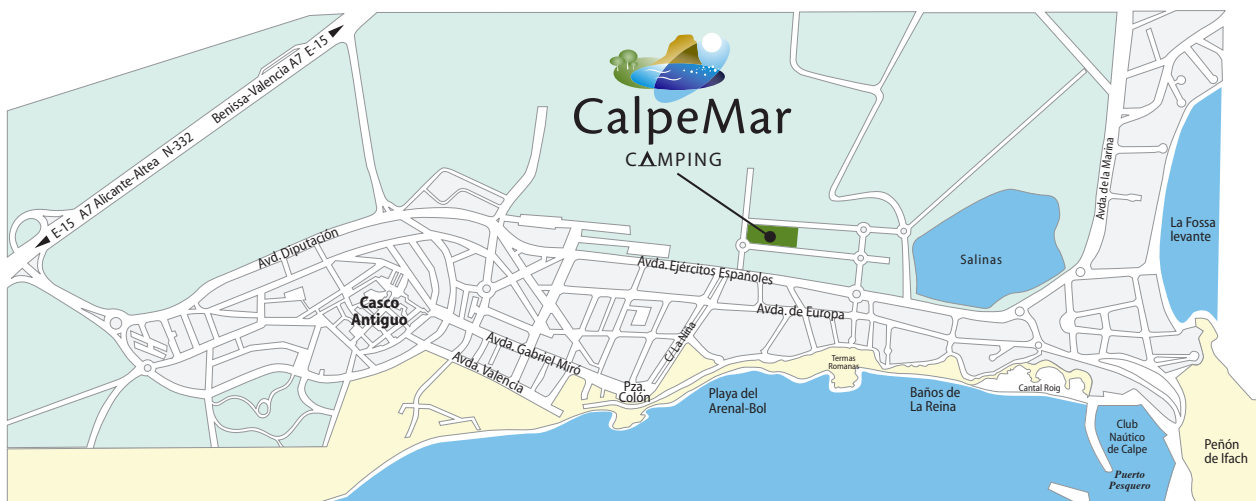 Benissa-Valencia A7 E-15
E-15 A7 Alicante-Altea N-332
CalpeMar
CAMPING
Avda. de la Marina
La Fossa
levante
Salinas
Avd. Diputación
Avda. Ejércitos Españoles
Casco
Antiguo
Avda. de Europa
C/ La Niña
Avda. Gabriel Miró
Avda. Valencia
Pza.
Colón
Termas
Romanas
Playa del
Arenal-Bol
Baños de
La Reina
Cantal Roig
Club
Naútico
de Calpe
Puerto
Pesquero
Peñón
de Ifach